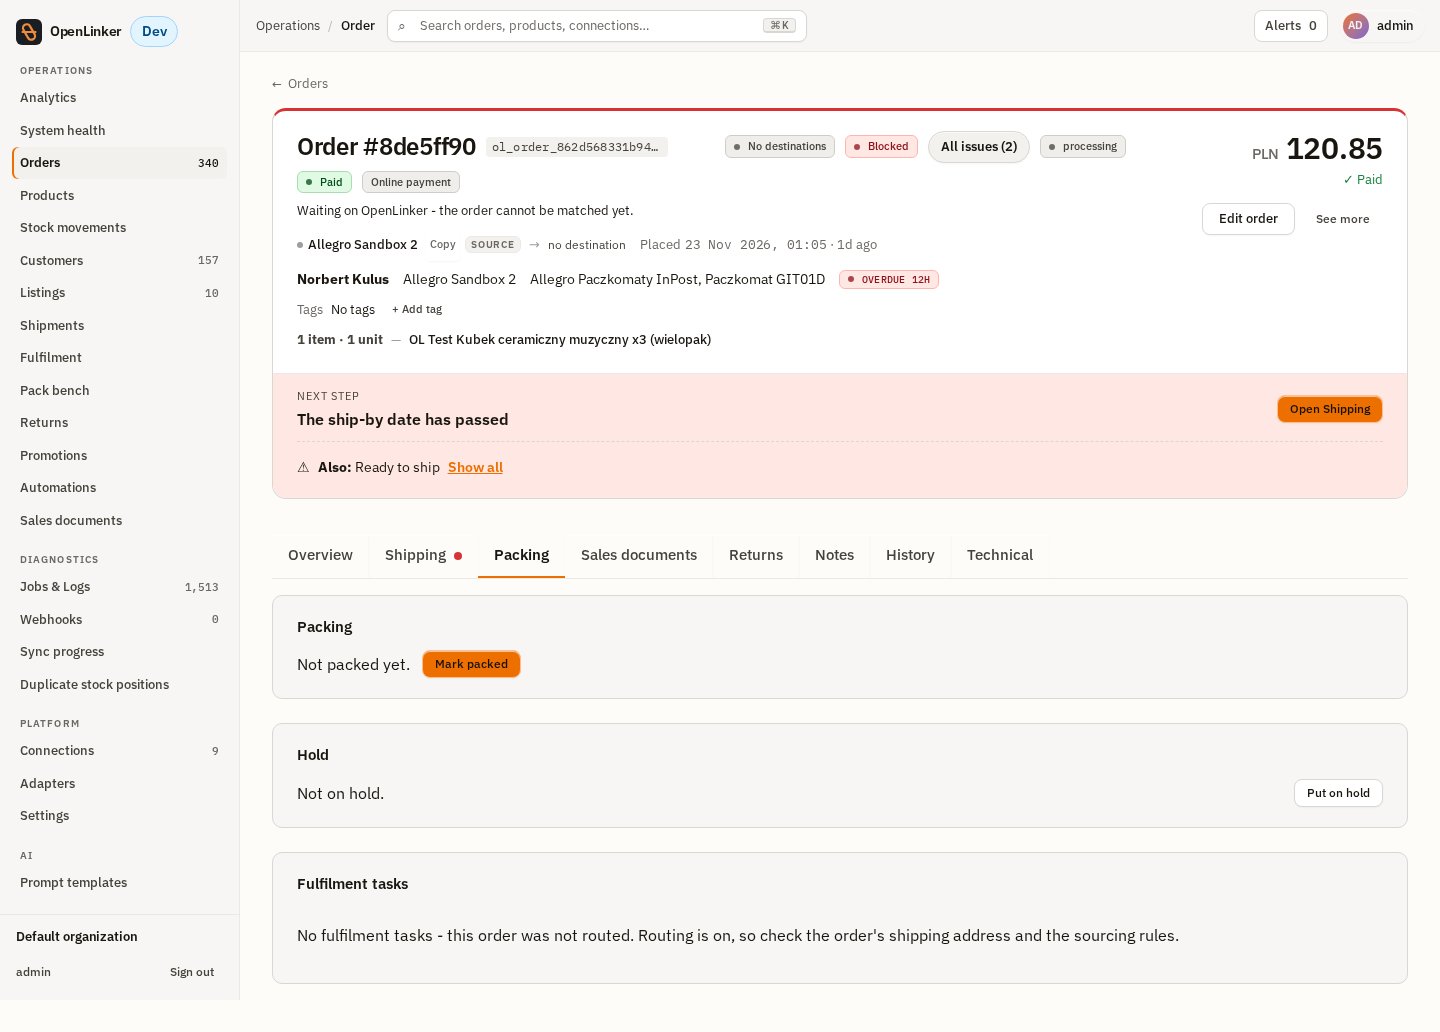 OpenLinker Dev
OPERATIONS
Analytics
System health
Orders 340
Products
Stock movements
Customers 157
Listings 10
Shipments
Fulfilment
Pack bench
Returns
Promotions
Automations
Sales documents
DIAGNOSTICS
Jobs & Logs 1,513
Webhooks 0
Sync progress
Duplicate stock positions
PLATFORM
Connections 9
Adapters
Settings
AI
Prompt templates
Default organization
admin Sign out
Operations / Order Search orders, products, connections... ⌘K Alerts 0 AD admin
← Orders
Order #8de5ff90 ol_order_862d568331b94… No destinations Blocked All issues (2) processing PLN 120.85
Paid Online payment ✓ Paid
Waiting on OpenLinker - the order cannot be matched yet. Edit order See more
Allegro Sandbox 2 Copy SOURCE → no destination Placed 23 Nov 2026, 01:05 · 1d ago
Norbert Kulus Allegro Sandbox 2 Allegro Paczkomaty InPost, Paczkomat GIT01D OVERDUE 12H
Tags No tags + Add tag
1 item · 1 unit — OL Test Kubek ceramiczny muzyczny x3 (wielopak)
NEXT STEP
The ship-by date has passed Open Shipping
⚠ Also: Ready to ship Show all
Overview Shipping Packing Sales documents Returns Notes History Technical
Packing
Not packed yet. Mark packed
Hold
Not on hold. Put on hold
Fulfilment tasks
No fulfilment tasks - this order was not routed. Routing is on, so check the order's shipping address and the sourcing rules.